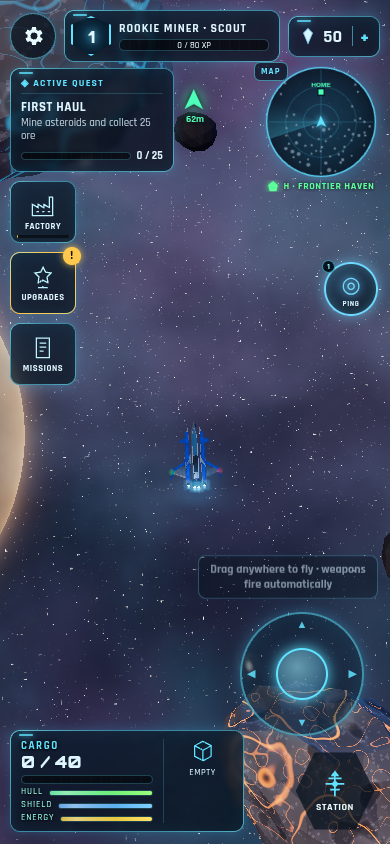 1
ROOKIE MINER · SCOUT
0 / 80 XP
50
+
ACTIVE QUEST
FIRST HAUL
Mine asteroids and collect 25
ore
0 / 25
62m
MAP
HOME
H · FRONTIER HAVEN
FACTORY
!
UPGRADES
MISSIONS
1
PING
Drag anywhere to fly · weapons
fire automatically
CARGO
0 / 40
EMPTY
HULL
SHIELD
ENERGY
STATION